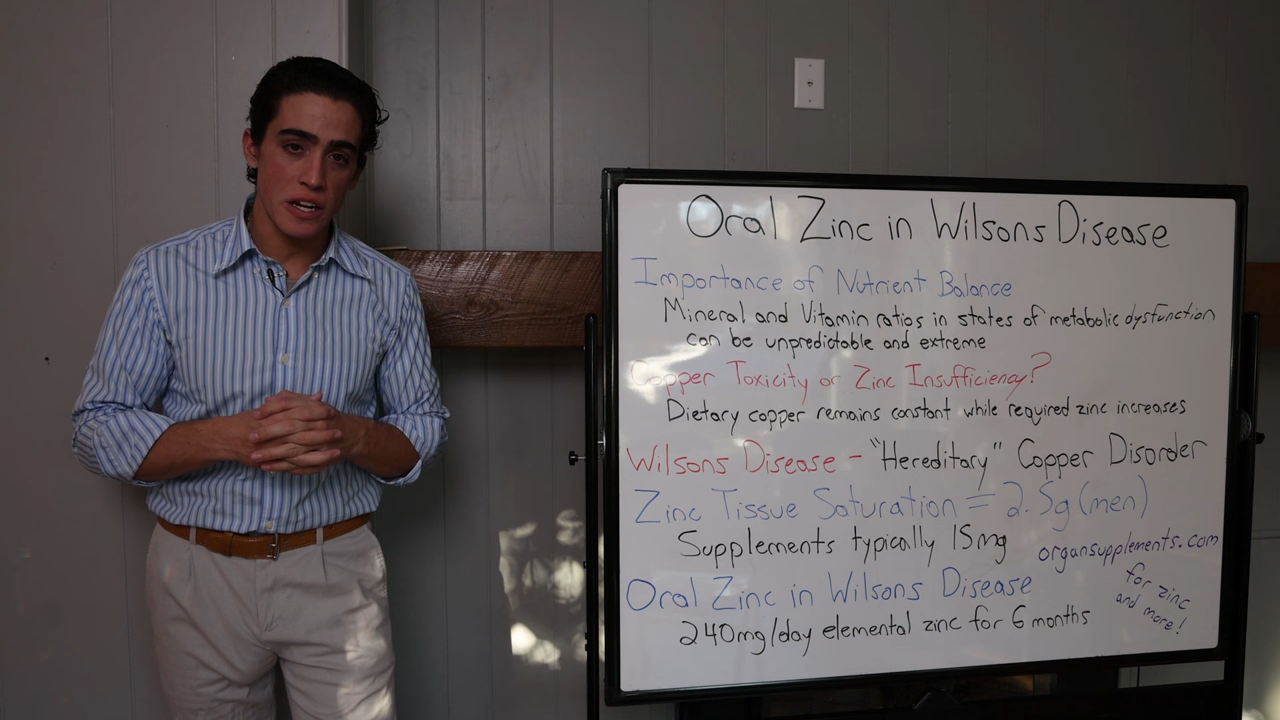 Oral Zinc in Wilsons Disease
Importance of Nutrient Balance
Mineral and Vitamin ratios in states of metabolic dysfunction
can be unpredictable and extreme
Copper Toxicity or Zinc Insufficiency?
Dietary copper remains constant while required zinc increases
Wilsons Disease - "Hereditary" Copper Disorder
Zinc Tissue Saturation = 2.5g (men)
Supplements typically 15mg
organsupplements.com
for zinc
and more!
Oral Zinc in Wilsons Disease
240mg/day elemental zinc for 6 months